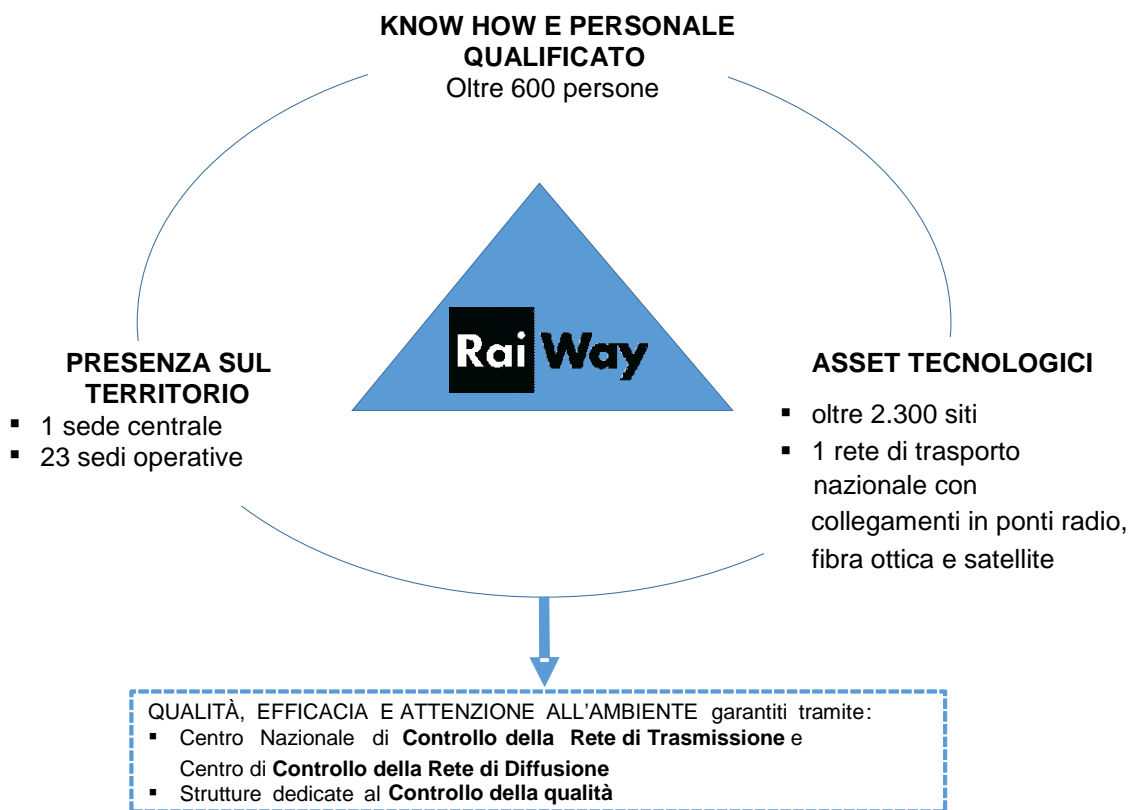 KNOW HOW E PERSONALE
QUALIFICATO
Oltre 600 persone
Rai Way
PRESENZA SUL
TERRITORIO
▪ 1 sede centrale
▪ 23 sedi operative
ASSET TECNOLOGICI
▪ oltre 2.300 siti
▪ 1 rete di trasporto
nazionale con
collegamenti in ponti radio,
fibra ottica e satellite
QUALITÀ, EFFICACIA E ATTENZIONE ALL'AMBIENTE garantiti tramite:
▪ Centro Nazionale di Controllo della Rete di Trasmissione e
Centro di Controllo della Rete di Diffusione
▪ Strutture dedicate al Controllo della qualità